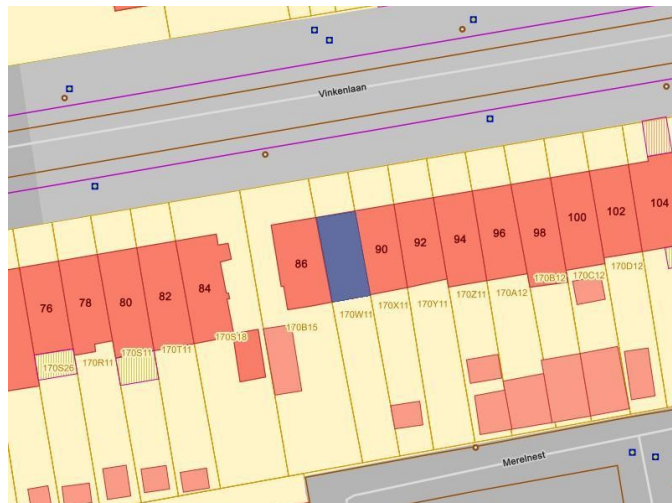 Vinkenlaan
104
102
100
98
96
94
92
90
86
84
82
80
78
76
170D12
170C12
170B12
170A12
170Z11
170Y11
170X11
170W11
170B15
170S18
170T11
170S11
170R11
170S26
Merelnest